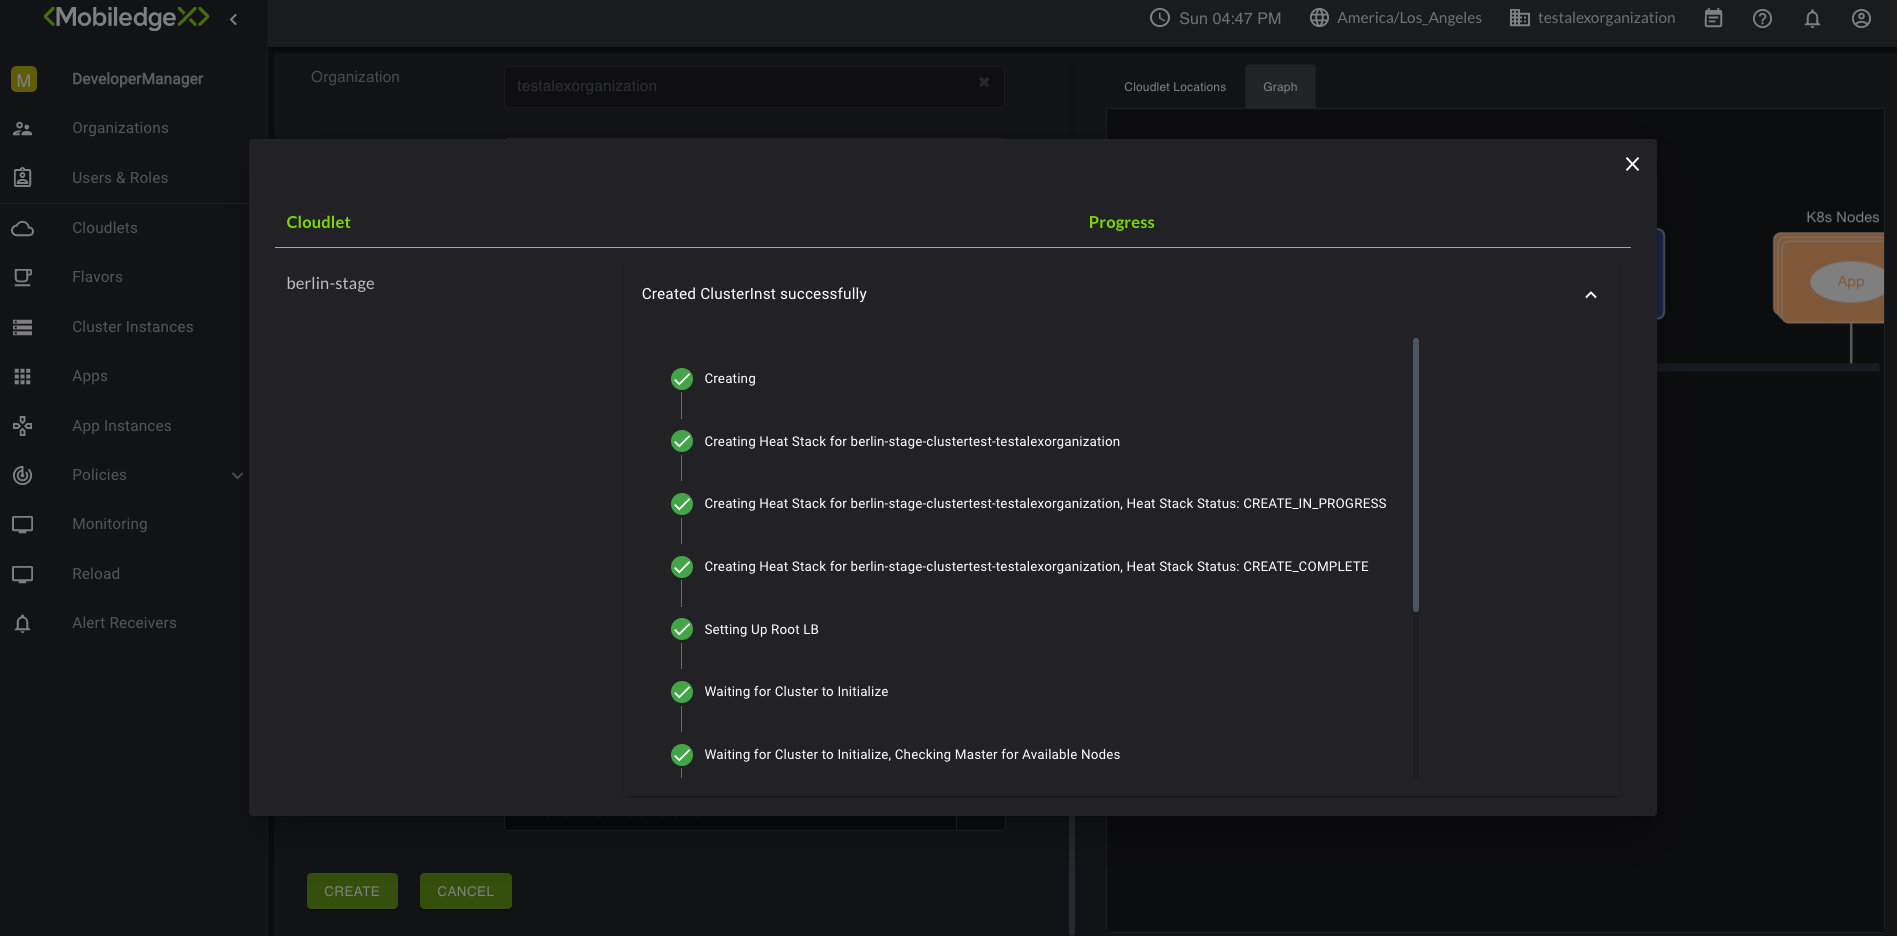 MobiledgeX
Sun 04:47 PM
America/Los_Angeles
testalexorganization
M
DeveloperManager
Organizations
Users & Roles
Cloudlets
Flavors
Cluster Instances
Apps
App Instances
Policies
Monitoring
Reload
Alert Receivers
Organization
testalexorganization
Cloudlet Locations
Graph
K8s Nodes
App
Cloudlet
Progress
berlin-stage
Created ClusterInst successfully
Creating
Creating Heat Stack for berlin-stage-clustertest-testalexorganization
Creating Heat Stack for berlin-stage-clustertest-testalexorganization, Heat Stack Status: CREATE_IN_PROGRESS
Creating Heat Stack for berlin-stage-clustertest-testalexorganization, Heat Stack Status: CREATE_COMPLETE
Setting Up Root LB
Waiting for Cluster to Initialize
Waiting for Cluster to Initialize, Checking Master for Available Nodes
CREATE
CANCEL